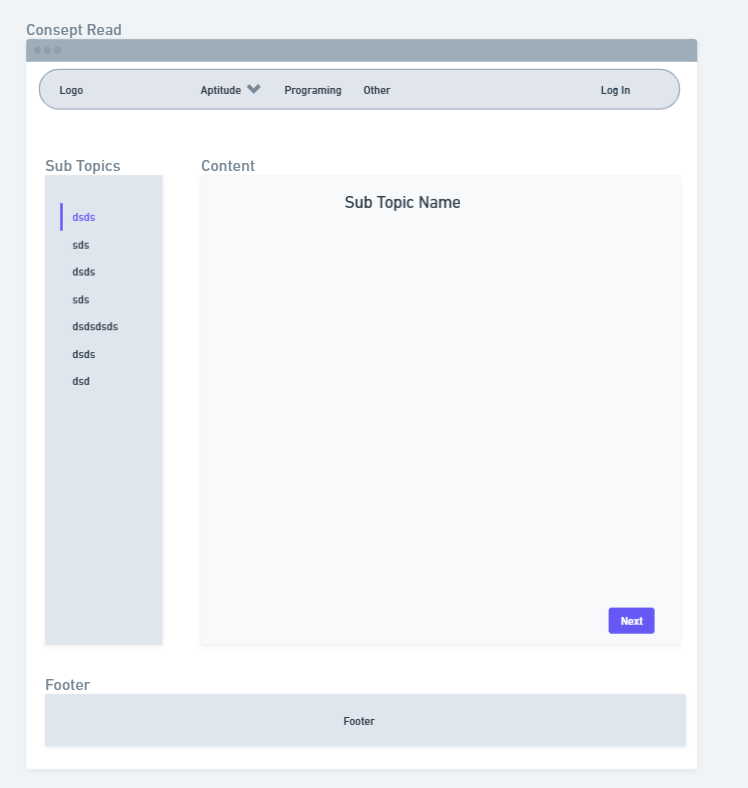 Consept Read
Logo Aptitude Programing Other Log In
Sub Topics
dsds
sds
dsds
sds
dsdsdsds
dsds
dsd
Content
Sub Topic Name
Next
Footer
Footer